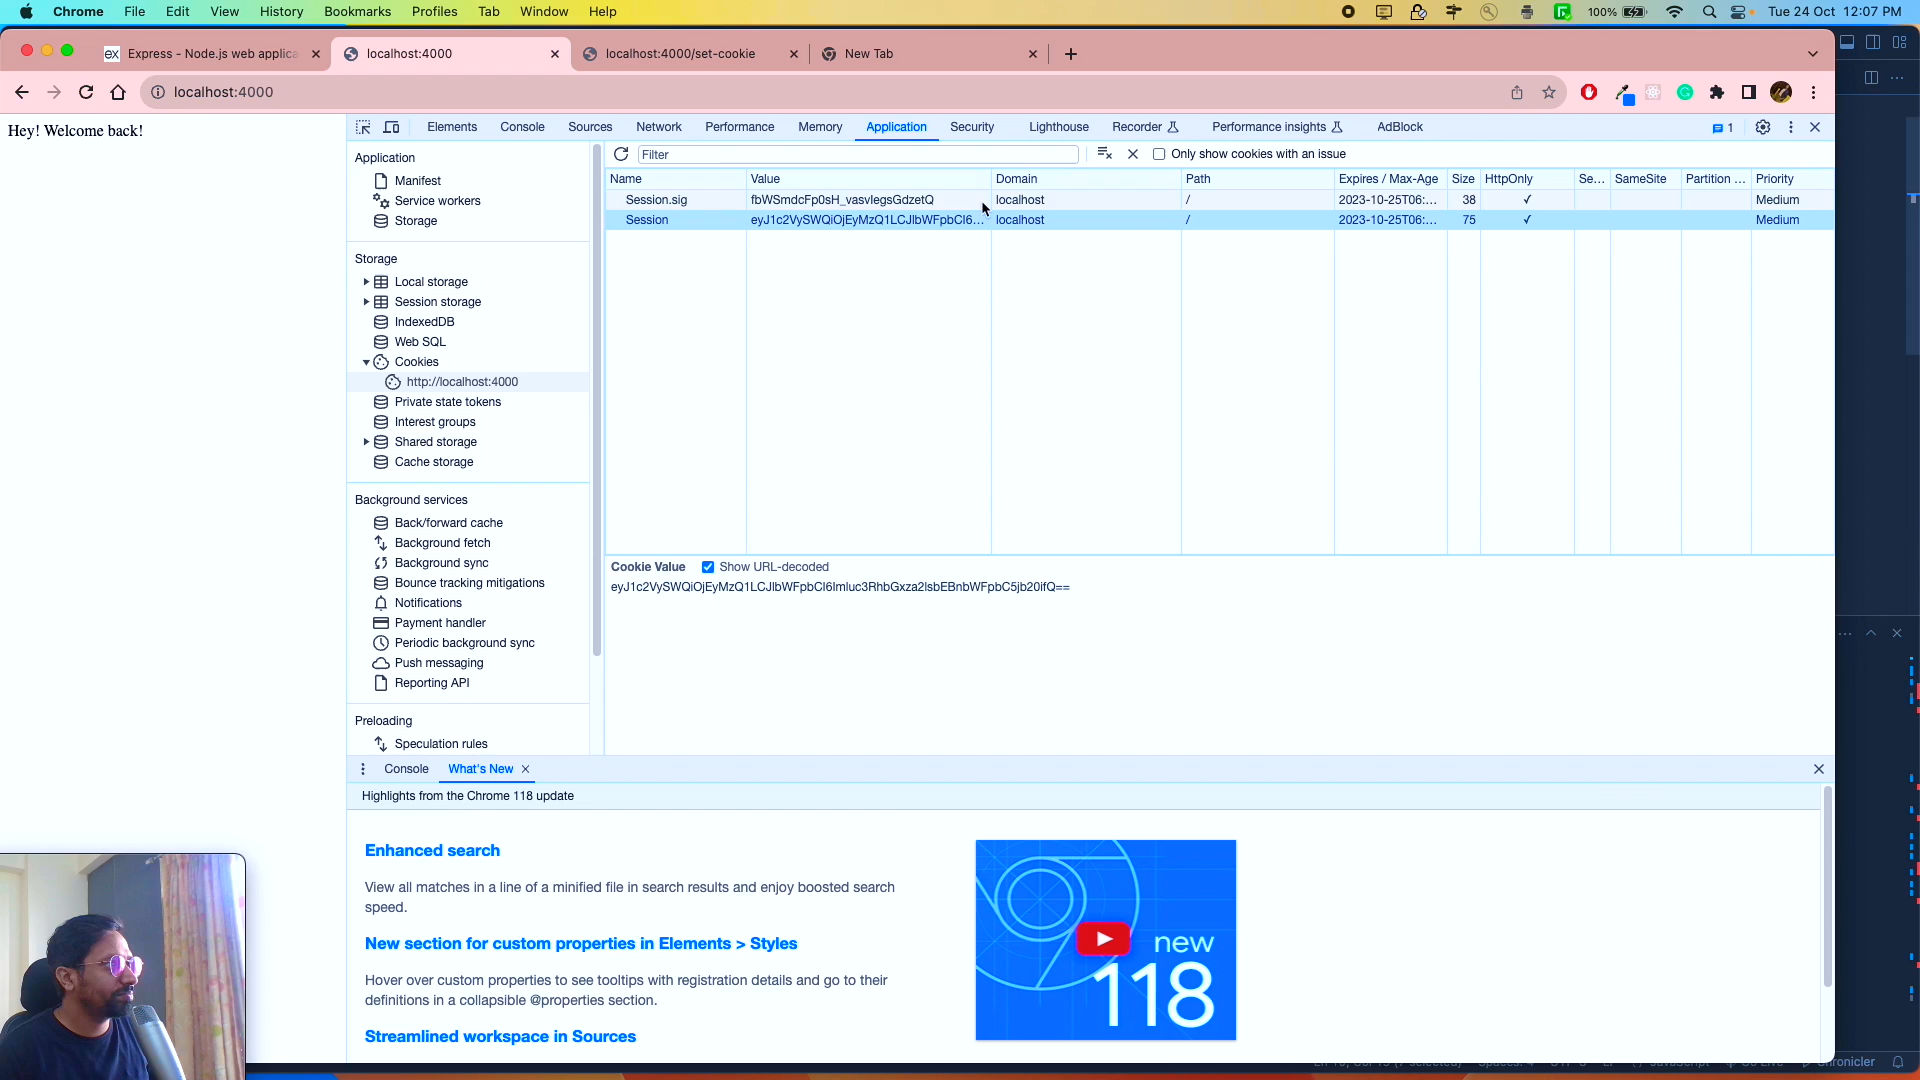 Chrome File Edit View History Bookmarks Profiles Tab Window Help 100% Tue 24 Oct 12:07 PM
Express - Node.js web applica localhost:4000 localhost:4000/set-cookie New Tab
localhost:4000
Hey! Welcome back!
Elements Console Sources Network Performance Memory Application Security Lighthouse Recorder Performance insights AdBlock 1
Application
Manifest
Service workers
Storage
Storage
Local storage
Session storage
IndexedDB
Web SQL
Cookies
http://localhost:4000
Private state tokens
Interest groups
Shared storage
Cache storage
Background services
Back/forward cache
Background fetch
Background sync
Bounce tracking mitigations
Notifications
Payment handler
Periodic background sync
Push messaging
Reporting API
Preloading
Speculation rules
Filter Only show cookies with an issue
Name Value Domain Path Expires / Max-Age Size HttpOnly Se... SameSite Partition ... Priority
Session.sig fbWSmdcFp0sH_vasvlegsGdzetQ localhost / 2023-10-25T06:... 38 ✓ Medium
Session eyJ1c2VySWQiOjEyMzQ1LCJlbWFpbCI6... localhost / 2023-10-25T06:... 75 ✓ Medium
Cookie Value Show URL-decoded
eyJ1c2VySWQiOjEyMzQ1LCJlbWFpbCI6Imluc3RhbGxza2lsbEBnbWFpbC5jb20ifQ==
Console What's New
Highlights from the Chrome 118 update
Enhanced search
View all matches in a line of a minified file in search results and enjoy boosted search
speed.
New section for custom properties in Elements > Styles
Hover over custom properties to see tooltips with registration details and go to their
definitions in a collapsible @properties section.
Streamlined workspace in Sources
new
118